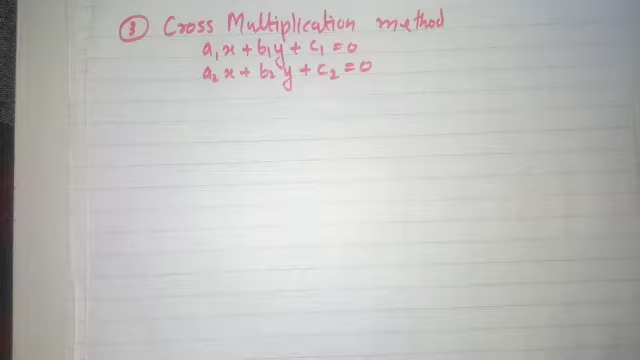 ③ Cross Multiplication method
a₁x + b₁y + c₁ = 0
a₂x + b₂y + c₂ = 0